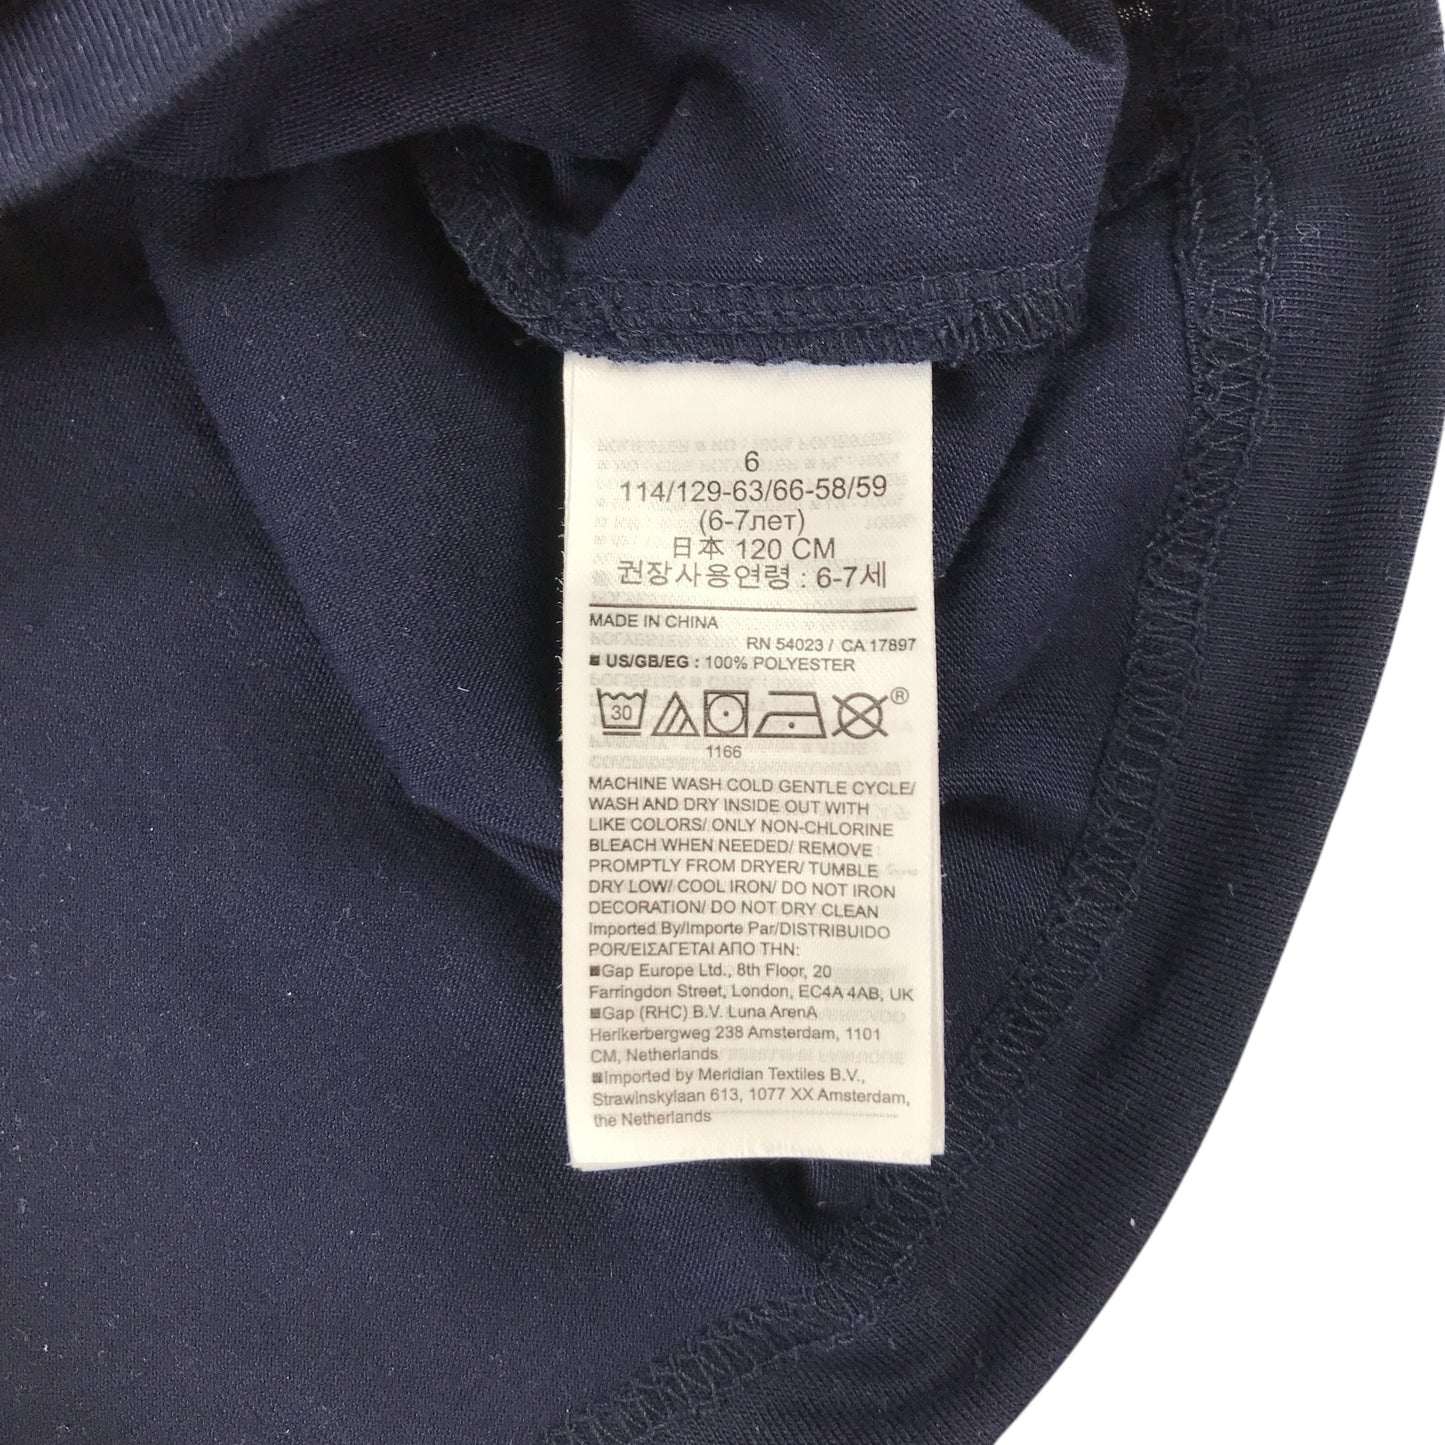 6
114/129-63/66-58/59
(6-7лет)
日本 120 CM
권장사용연령 : 6-7세
MADE IN CHINA
RN 54023 / CA 17897
US/GB/EG : 100% POLYESTER
30
®
1166
MACHINE WASH COLD GENTLE CYCLE/
WASH AND DRY INSIDE OUT WITH
LIKE COLORS/ ONLY NON-CHLORINE
BLEACH WHEN NEEDED/ REMOVE
PROMPTLY FROM DRYER/ TUMBLE
DRY LOW/ COOL IRON/ DO NOT IRON
DECORATION/ DO NOT DRY CLEAN
Imported By/Importe Par/DISTRIBUIDO
POR/ΕΙΣΑΓΕΤΑΙ ΑΠΟ ΤΗΝ:
Gap Europe Ltd., 8th Floor, 20
Farringdon Street, London, EC4A 4AB, UK
Gap (RHC) B.V. Luna ArenA
Herikerbergweg 238 Amsterdam, 1101
CM, Netherlands
Imported by Meridian Textiles B.V.,
Strawinskylaan 613, 1077 XX Amsterdam,
the Netherlands